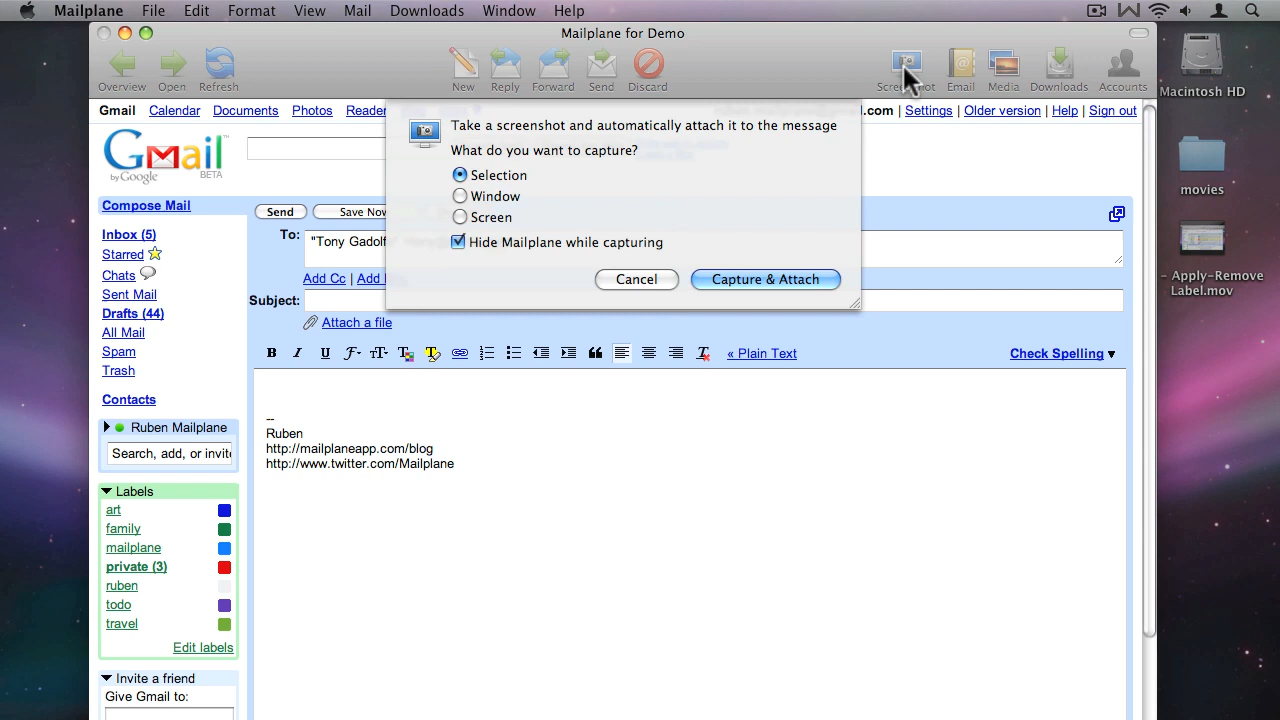 Mailplane File Edit Format View Mail Downloads Window Help
Mailplane for Demo
Overview Open Refresh New Reply Forward Send Discard Email Media Downloads Accounts
Macintosh HD
Gmail Calendar Documents Photos Reader .com | Settings | Older version | Help | Sign out
Take a screenshot and automatically attach it to the message
What do you want to capture?
Selection
Window
Screen
Hide Mailplane while capturing
Cancel Capture & Attach
Gmail
by Google BETA
movies
- Apply-Remove
Label.mov
Compose Mail
Send Save Now
Inbox (5)
To: "Tony Gadolf
Starred
Chats
Add Cc | Add
Sent Mail
Subject:
Drafts (44)
Attach a file
All Mail
Spam
B I U « Plain Text Check Spelling ▼
Trash
Contacts
Ruben Mailplane
Search, add, or invite
--
Ruben
http://mailplaneapp.com/blog
http://www.twitter.com/Mailplane
Labels
art
family
mailplane
private (3)
ruben
todo
travel
Edit labels
Invite a friend
Give Gmail to: